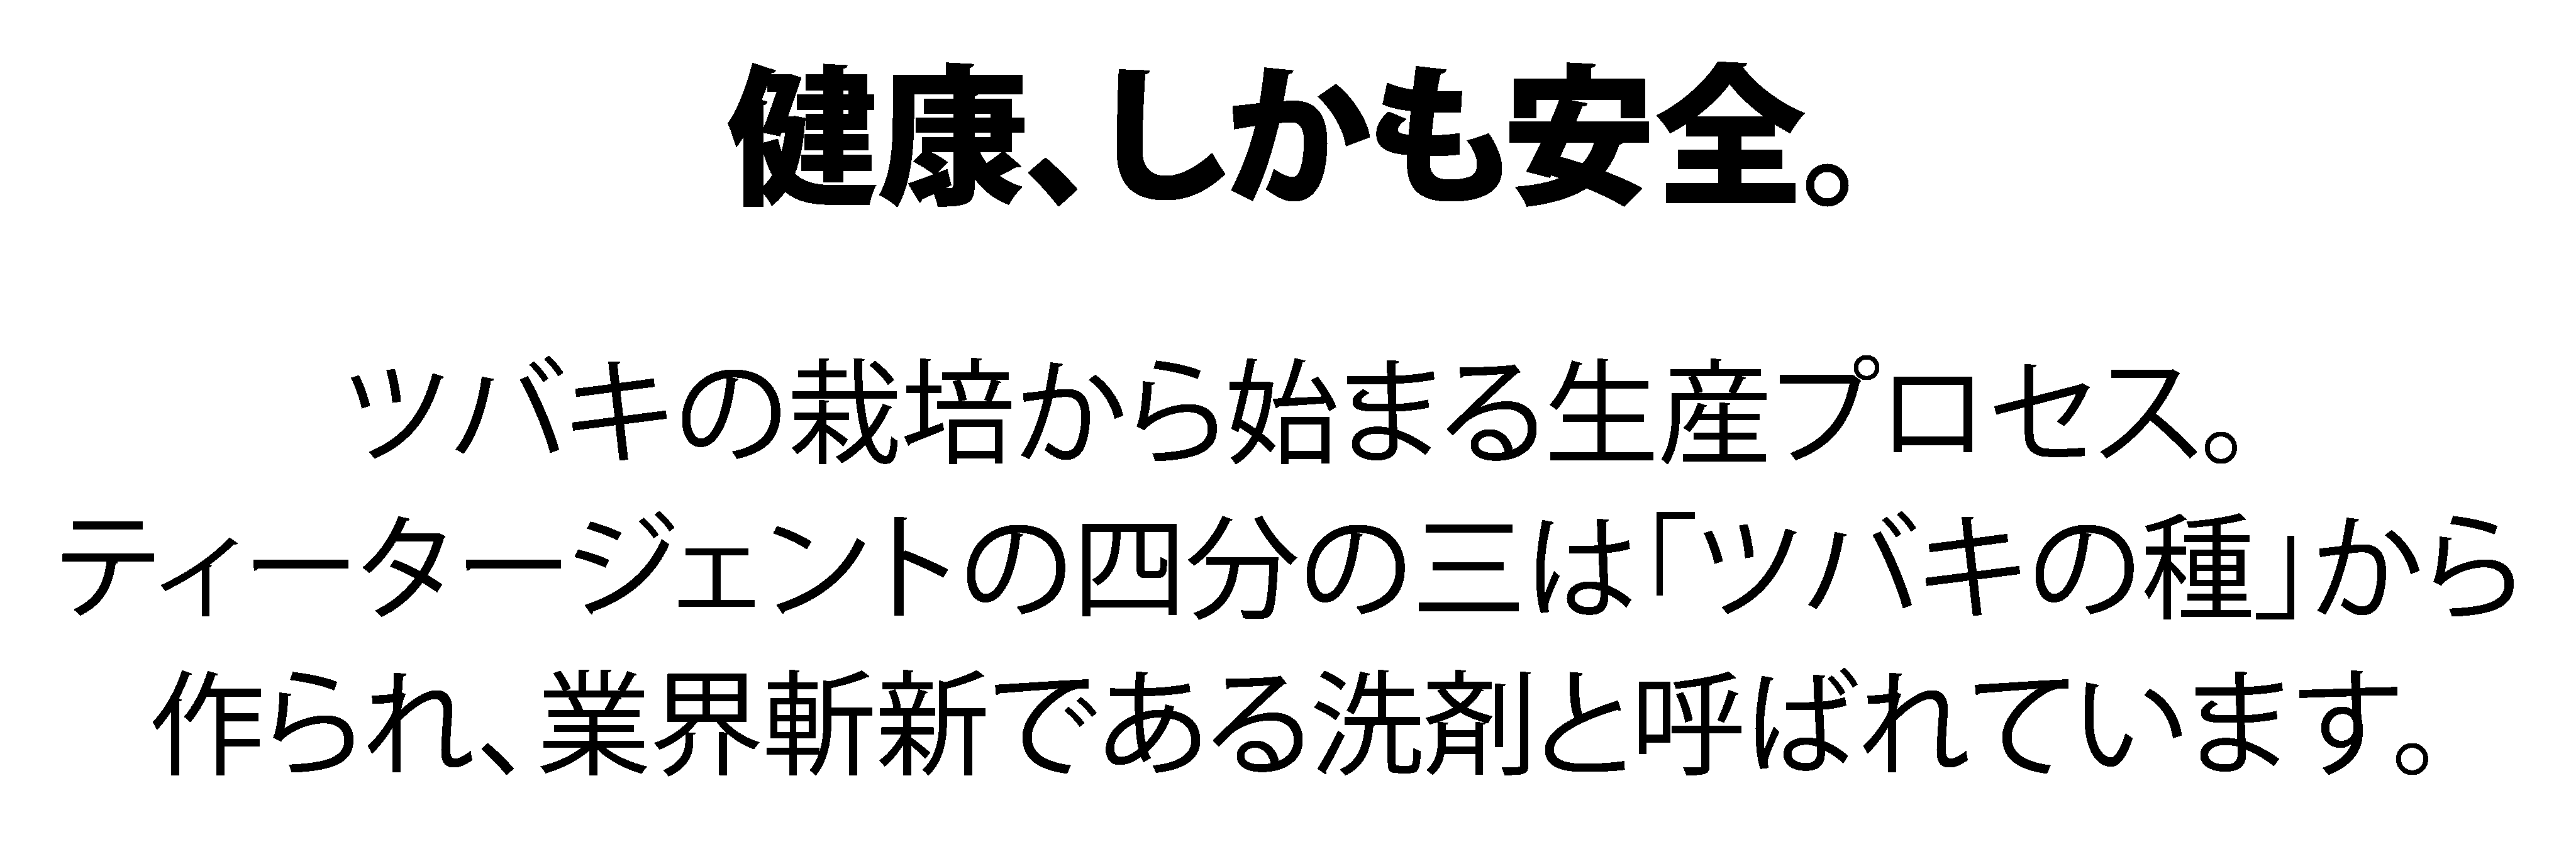 健康、しかも安全。
ツバキの栽培から始まる生産プロセス。
ティータージェントの四分の三は「ツバキの種」から
作られ、業界斬新である洗剤と呼ばれています。